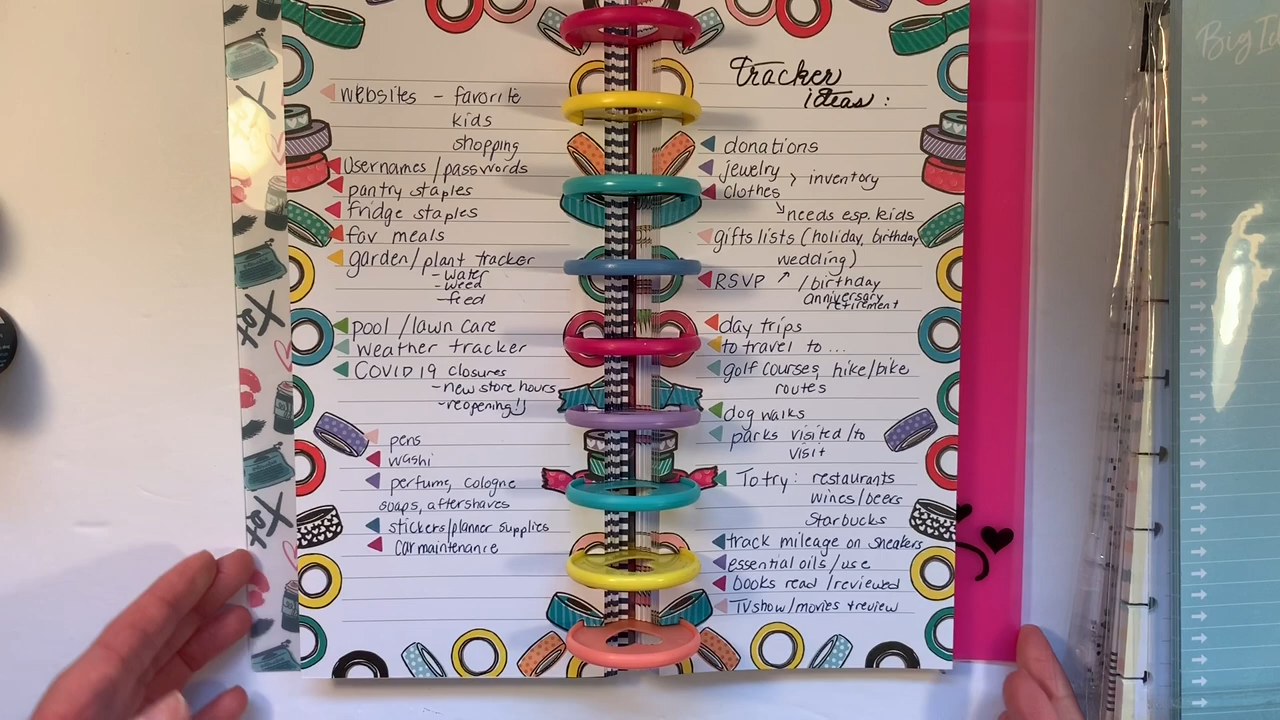 websites - favorite
kids
shopping
Usernames/passwords
pantry staples
fridge staples
fav meals
garden/plant tracker
- water
- weed
- feed
pool/lawn care
weather tracker
COVID 19 closures
- new store hours
- reopening!!
pens
washi
perfume, cologne
soaps, aftershaves
stickers/planner supplies
car maintenance
tracker
ideas:
donations
jewelry > inventory
clothes
needs esp. kids
gifts lists (holiday, birthday
wedding)
RSVP /birthday
anniversary
retirement
day trips
to travel to...
golf courses, hike/bike
routes
dog walks
parks visited/to
visit
To try: restaurants
wines/beers
Starbucks
track mileage on sneakers
essential oils/use
books read/reviewed
TV show/movies + review
Xox
Xox
Big